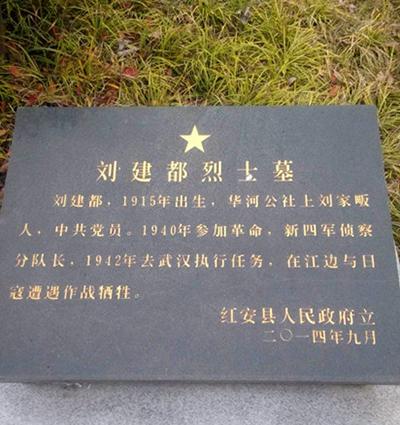 刘建都烈士墓
刘建都，1915年出生，华河公社上刘家畈
人，中共党员。1940年参加革命，新四军侦察
分队长，1942年去武汉执行任务，在江边与日
寇遭遇作战牺牲。
红安县人民政府立
二〇一四年九月